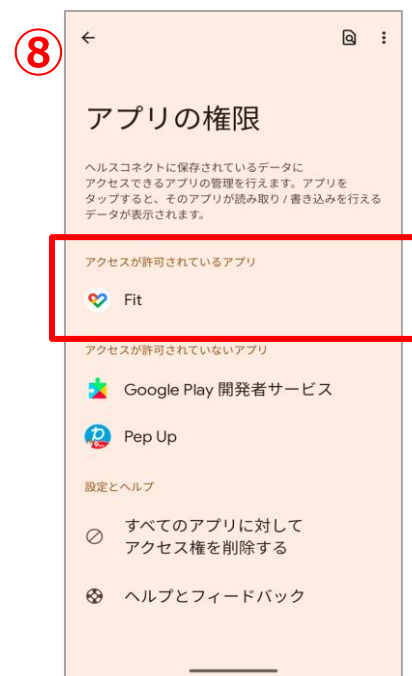 ⑧
アプリの権限
ヘルスコネクトに保存されているデータに
アクセスできるアプリの管理を行えます。アプリを
タップすると、そのアプリが読み取り / 書き込みを行える
データが表示されます。
アクセスが許可されているアプリ
Fit
アクセスが許可されていないアプリ
Google Play 開発者サービス
Pep Up
設定とヘルプ
すべてのアプリに対して
アクセス権を削除する
ヘルプとフィードバック